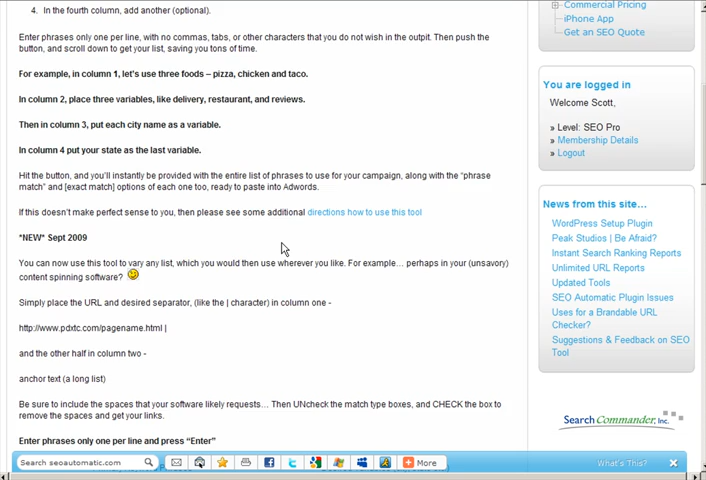 4. In the fourth column, add another (optional).
Enter phrases only one per line, with no commas, tabs, or other characters that you do not wish in the outpit. Then push the
button, and scroll down to get your list, saving you tons of time.
For example, in column 1, let's use three foods – pizza, chicken and taco.
In column 2, place three variables, like delivery, restaurant, and reviews.
Then in column 3, put each city name as a variable.
In column 4 put your state as the last variable.
Hit the button, and you'll instantly be provided with the entire list of phrases to use for your campaign, along with the "phrase
match" and [exact match] options of each one too, ready to paste into Adwords.
If this doesn't make perfect sense to you, then please see some additional directions how to use this tool
*NEW* Sept 2009
You can now use this tool to vary any list, which you would then use wherever you like. For example… perhaps in your (unsavory)
content spinning software?
Simply place the URL and desired separator, (like the | character) in column one -
http://www.pdxtc.com/pagename.html |
and the other half in column two -
anchor text (a long list)
Be sure to include the spaces that your software likely requests… Then UNcheck the match type boxes, and CHECK the box to
remove the spaces and get your links.
Enter phrases only one per line and press "Enter"
Commercial Pricing
iPhone App
Get an SEO Quote
You are logged in
Welcome Scott,
» Level: SEO Pro
» Membership Details
» Logout
News from this site…
WordPress Setup Plugin
Peak Studios | Be Afraid?
Instant Search Ranking Reports
Unlimited URL Reports
Updated Tools
SEO Automatic Plugin Issues
Uses for a Brandable URL
Checker?
Suggestions & Feedback on SEO
Tool
Search Commander, Inc.
Search seoautomatic.com
More
What's This?